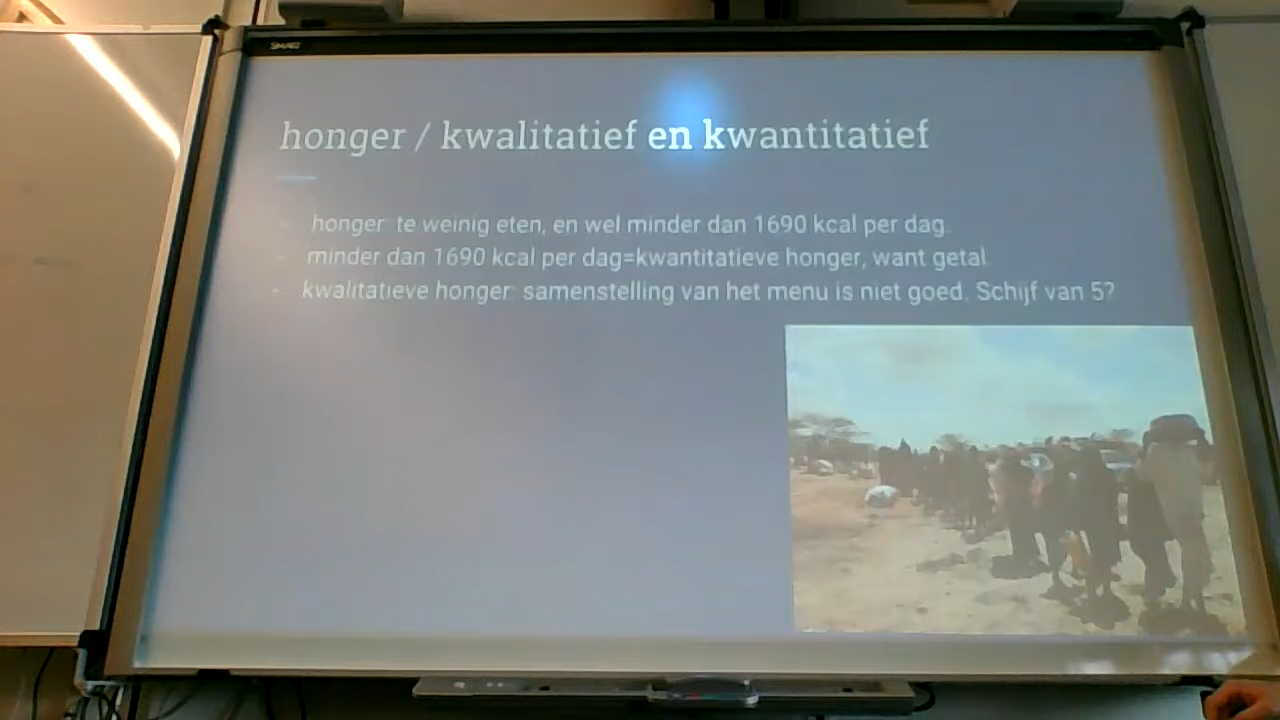 SMART
honger / kwalitatief en kwantitatief
- honger: te weinig eten, en wel minder dan 1690 kcal per dag.
- minder dan 1690 kcal per dag=kwantitatieve honger, want getal
- kwalitatieve honger: samenstelling van het menu is niet goed. Schijf van 5?